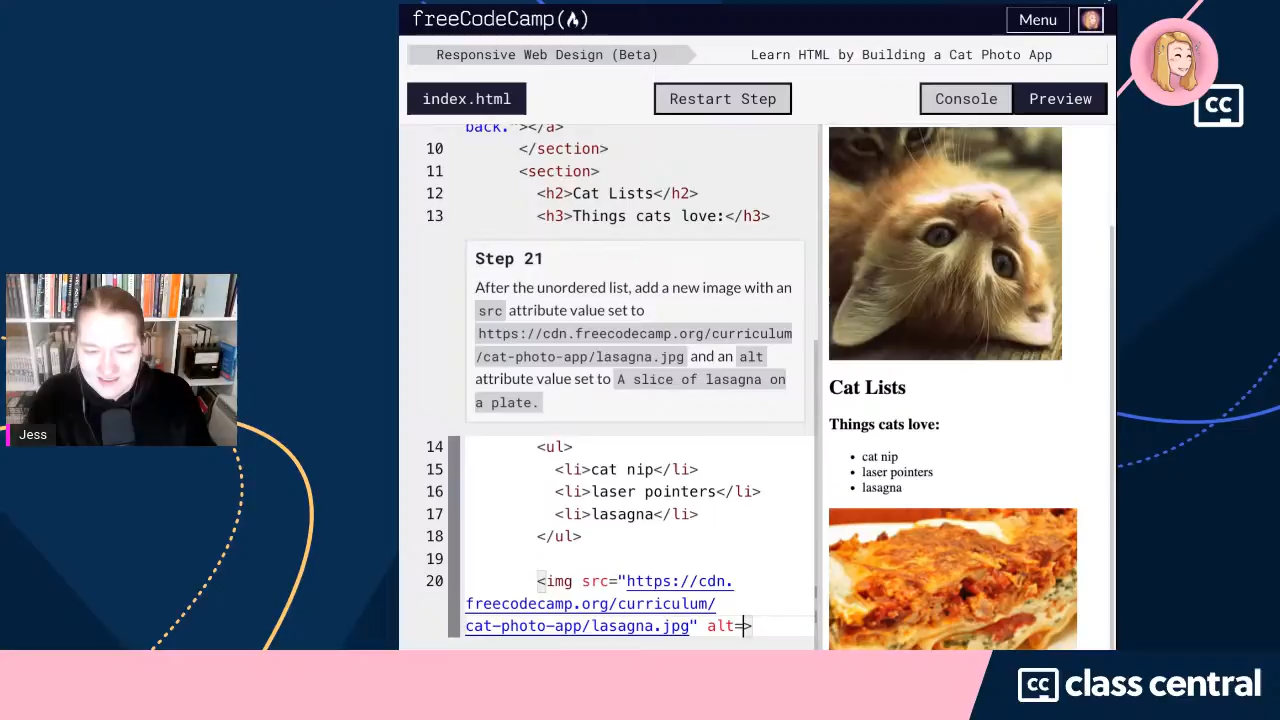 freeCodeCamp
Menu
Responsive Web Design (Beta)
Learn HTML by Building a Cat Photo App
index.html
Restart Step
Console
Preview
back."></a>
10 </section>
11 <section>
12 <h2>Cat Lists</h2>
13 <h3>Things cats love:</h3>
Step 21
After the unordered list, add a new image with an
src attribute value set to
https://cdn.freecodecamp.org/curriculum
/cat-photo-app/lasagna.jpg and an alt
attribute value set to A slice of lasagna on
a plate.
14 <ul>
15 <li>cat nip</li>
16 <li>laser pointers</li>
17 <li>lasagna</li>
18 </ul>
19
20 <img src="https://cdn.
freecodecamp.org/curriculum/
cat-photo-app/lasagna.jpg" alt=>
Cat Lists
Things cats love:
• cat nip
• laser pointers
• lasagna
Jess
cc
cc class central